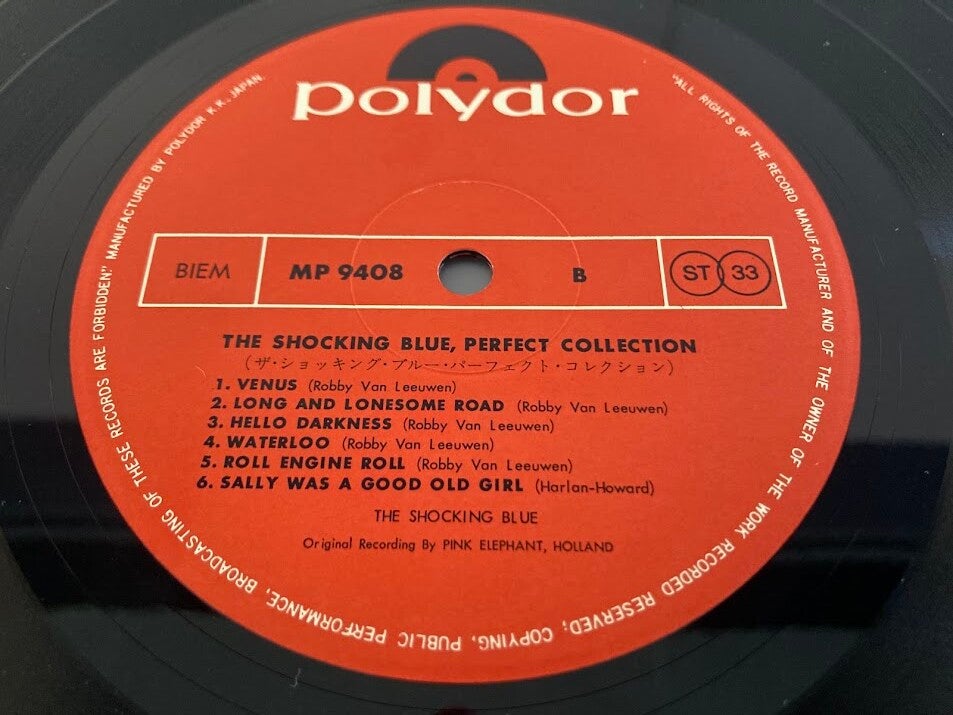 polydor
BIEM
MP 9408
B
ST 33
THE SHOCKING BLUE, PERFECT COLLECTION
(ザ・ショッキング・ブルー・パーフェクト・コレクション)
1. VENUS (Robby Van Leeuwen)
2. LONG AND LONESOME ROAD (Robby Van Leeuwen)
3. HELLO DARKNESS (Robby Van Leeuwen)
4. WATERLOO (Robby Van Leeuwen)
5. ROLL ENGINE ROLL (Robby Van Leeuwen)
6. SALLY WAS A GOOD OLD GIRL (Harlan-Howard)
THE SHOCKING BLUE
Original Recording By PINK ELEPHANT, HOLLAND
"ALL RIGHTS OF THE RECORD MANUFACTURER AND OF THE OWNER OF THE WORK RECORDED RESERVED; COPYING, PUBLIC PERFORMANCE, BROADCASTING OF THESE RECORDS ARE FORBIDDEN." MANUFACTURED BY POLYDOR K.K., JAPAN.